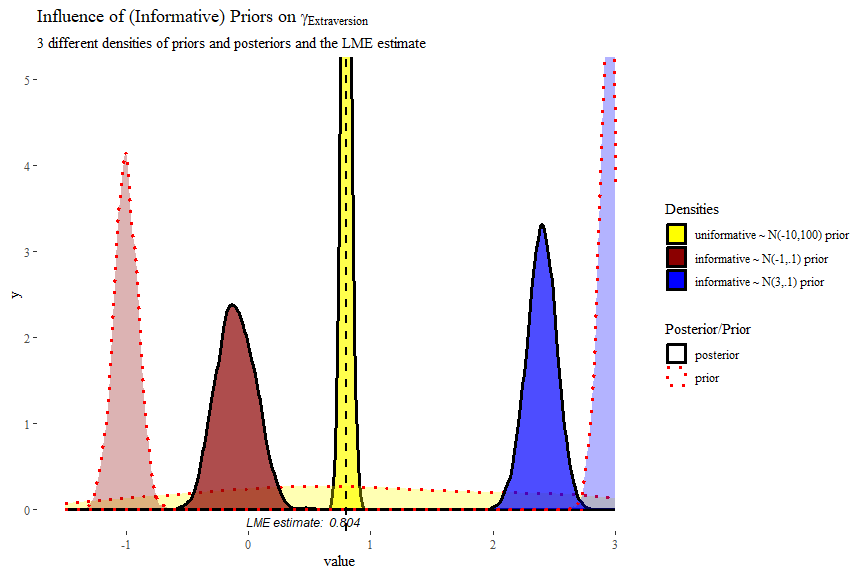 Influence of (Informative) Priors on γExtraversion
3 different densities of priors and posteriors and the LME estimate
5
4
3
2
1
0
y
-1
0
1
2
3
value
LME estimate: 0.804
Densities
uniformative ~ N(-10,100) prior
informative ~ N(-1,.1) prior
informative ~ N(3,.1) prior
Posterior/Prior
posterior
prior